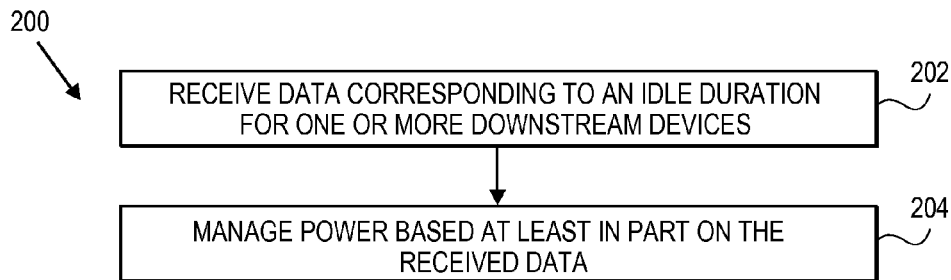 200
RECEIVE DATA CORRESPONDING TO AN IDLE DURATION
FOR ONE OR MORE DOWNSTREAM DEVICES
202
MANAGE POWER BASED AT LEAST IN PART ON THE
RECEIVED DATA
204